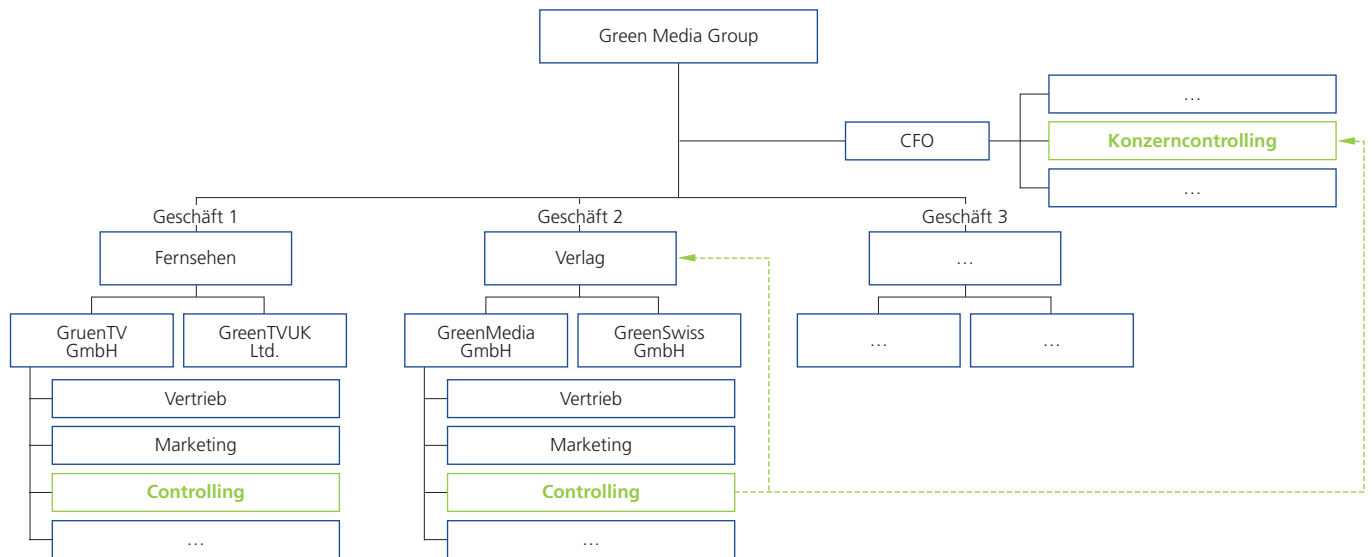 Green Media Group
…
CFO
Konzerncontrolling
…
Geschäft 1
Geschäft 2
Geschäft 3
Fernsehen
Verlag
…
GruenTV
GmbH
GreenTVUK
Ltd.
GreenMedia
GmbH
GreenSwiss
GmbH
…
…
Vertrieb
Vertrieb
Marketing
Marketing
Controlling
Controlling
…
…